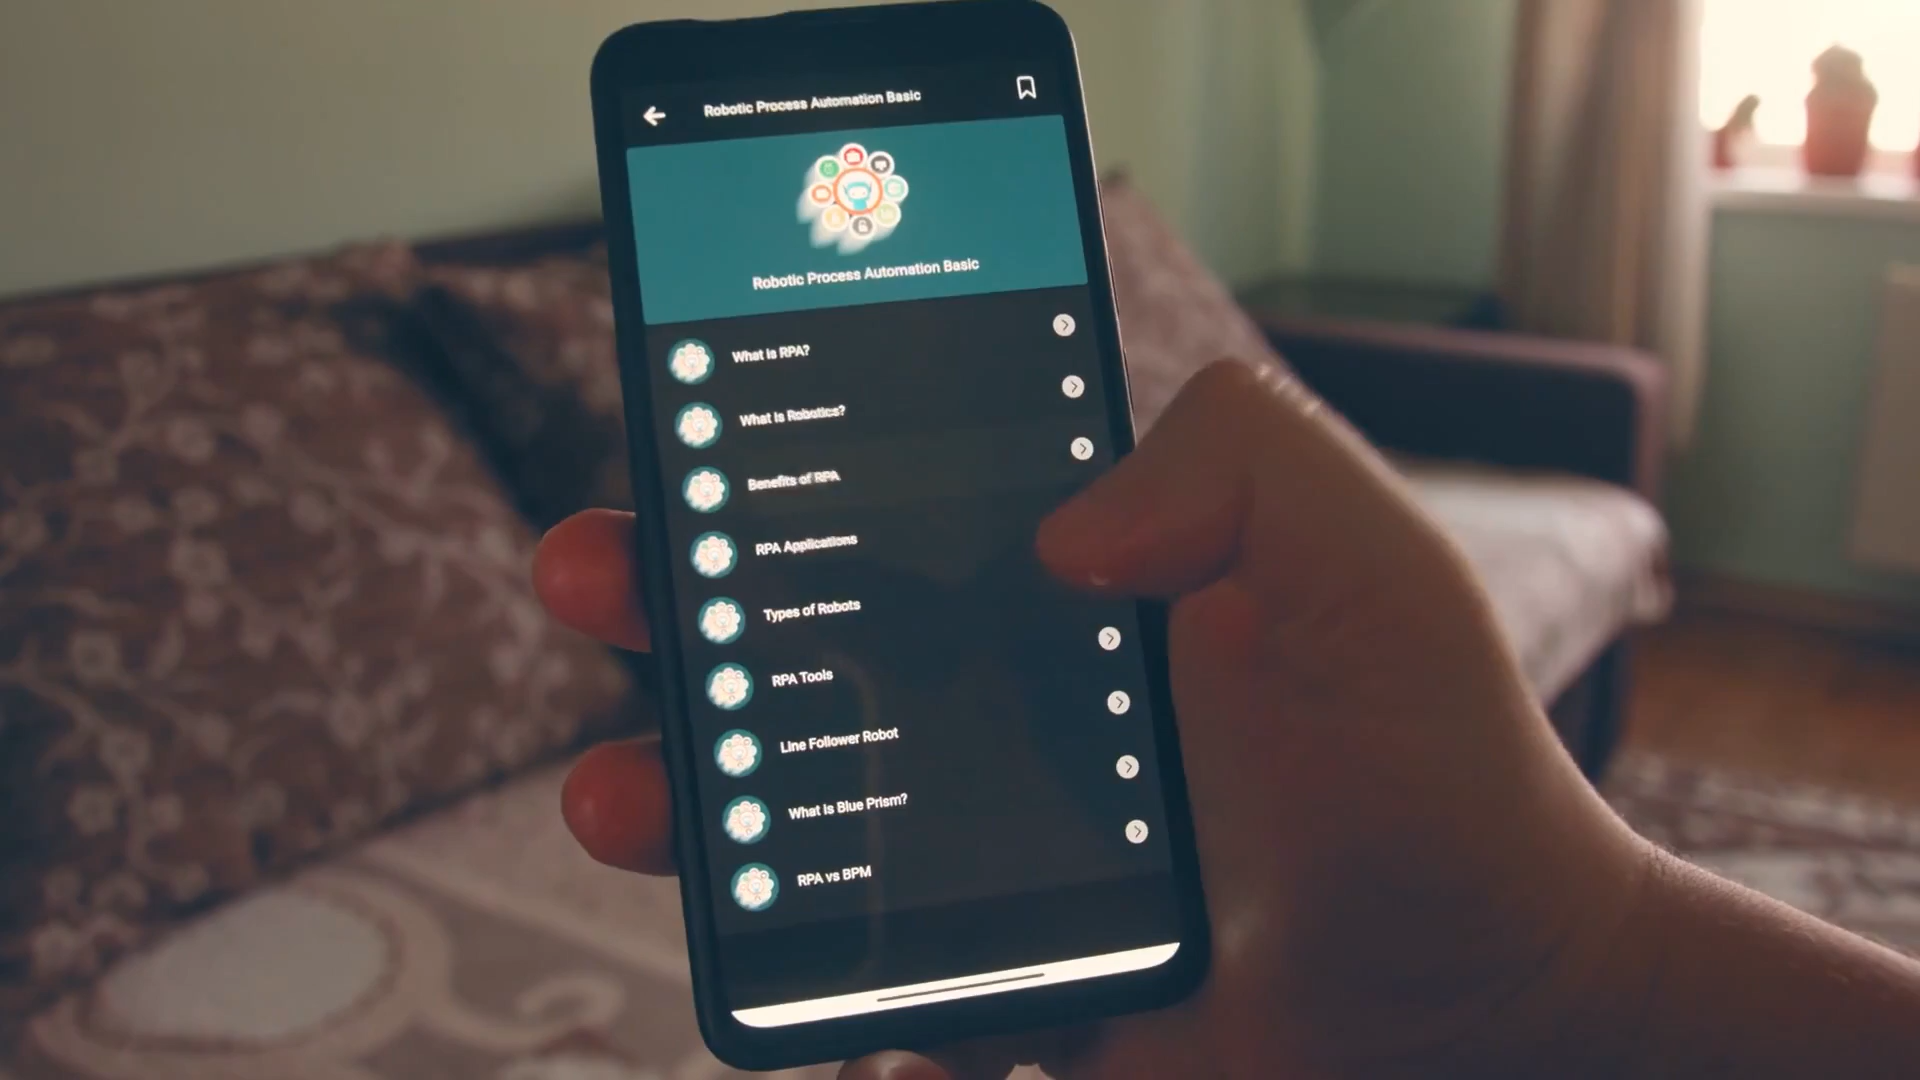 Robotic Process Automation Basic
Robotic Process Automation Basic
What is RPA?
What is Robotics?
Benefits of RPA
RPA Applications
Types of Robots
RPA Tools
Line Follower Robot
What is Blue Prism?
RPA vs BPM